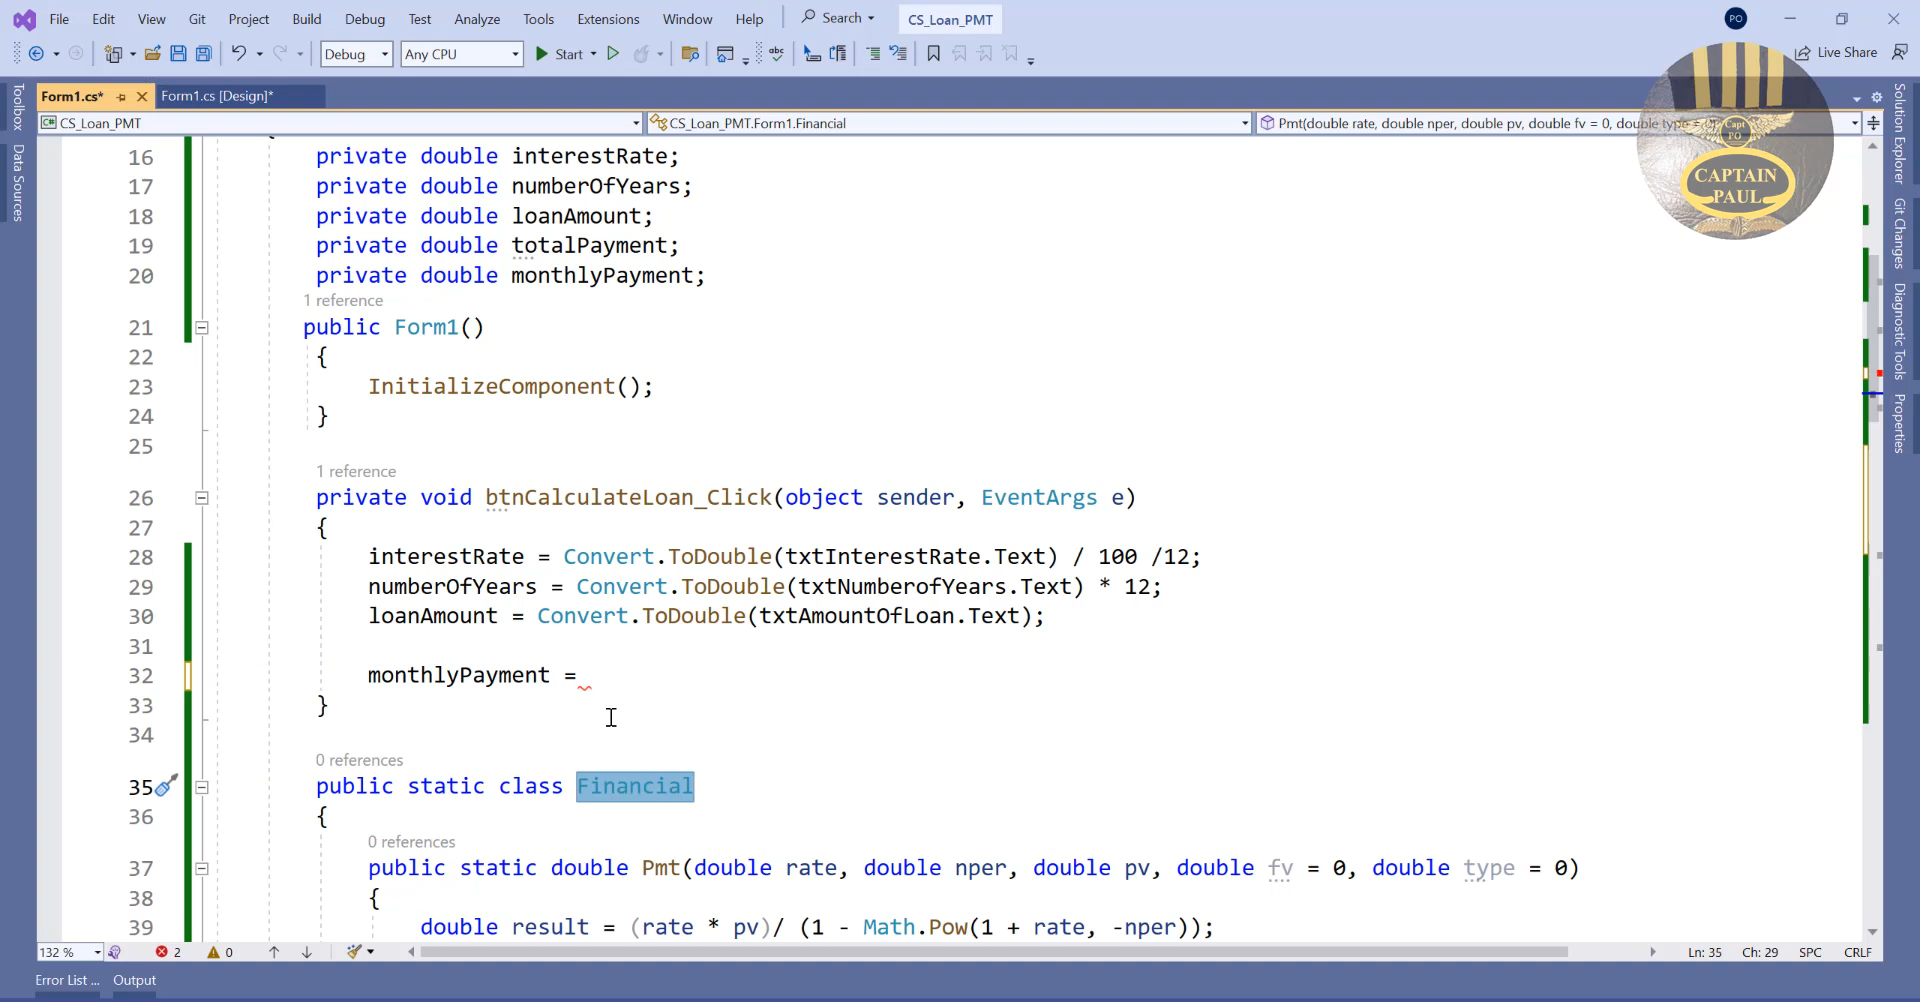 File Edit View Git Project Build Debug Test Analyze Tools Extensions Window Help Search CS_Loan_PMT PO
Debug Any CPU Start Live Share
Form1.cs* Form1.cs [Design]*
CS_Loan_PMT CS_Loan_PMT.Form1.Financial Pmt(double rate, double nper, double pv, double fv = 0, double type =
Capt
PO
CAPTAIN
PAUL
Toolbox
Data Sources
Solution Explorer
Git Changes
Diagnostic Tools
Properties
16 private double interestRate;
17 private double numberOfYears;
18 private double loanAmount;
19 private double totalPayment;
20 private double monthlyPayment;
1 reference
21 public Form1()
22 {
23 InitializeComponent();
24 }
25
1 reference
26 private void btnCalculateLoan_Click(object sender, EventArgs e)
27 {
28 interestRate = Convert.ToDouble(txtInterestRate.Text) / 100 /12;
29 numberOfYears = Convert.ToDouble(txtNumberofYears.Text) * 12;
30 loanAmount = Convert.ToDouble(txtAmountOfLoan.Text);
31
32 monthlyPayment =
33 }
34
0 references
35 public static class Financial
36 {
0 references
37 public static double Pmt(double rate, double nper, double pv, double fv = 0, double type = 0)
38 {
39 double result = (rate * pv)/ (1 - Math.Pow(1 + rate, -nper));
132 % 2 0 Ln: 35 Ch: 29 SPC CRLF
Error List ... Output